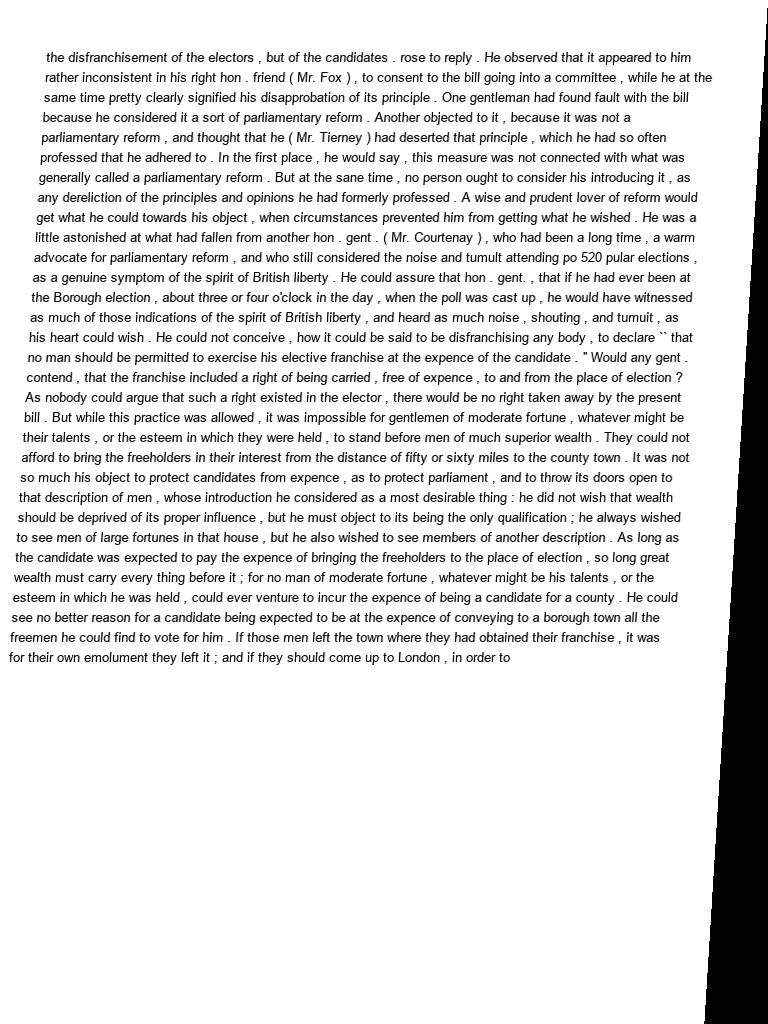 the disfranchisement of the electors , but of the candidates . rose to reply . He observed that it appeared to him
rather inconsistent in his right hon . friend ( Mr. Fox ) , to consent to the bill going into a committee , while he at the
same time pretty clearly signified his disapprobation of its principle . One gentleman had found fault with the bill
because he considered it a sort of parliamentary reform . Another objected to it , because it was not a
parliamentary reform , and thought that he ( Mr. Tierney ) had deserted that principle , which he had so often
professed that he adhered to . In the first place , he would say , this measure was not connected with what was
generally called a parliamentary reform . But at the sane time , no person ought to consider his introducing it , as
any dereliction of the principles and opinions he had formerly professed . A wise and prudent lover of reform would
get what he could towards his object , when circumstances prevented him from getting what he wished . He was a
little astonished at what had fallen from another hon . gent . ( Mr. Courtenay ) , who had been a long time , a warm
advocate for parliamentary reform , and who still considered the noise and tumult attending po 520 pular elections ,
as a genuine symptom of the spirit of British liberty . He could assure that hon . gent. , that if he had ever been at
the Borough election , about three or four o'clock in the day , when the poll was cast up , he would have witnessed
as much of those indications of the spirit of British liberty , and heard as much noise , shouting , and tumuit , as
his heart could wish . He could not conceive , how it could be said to be disfranchising any body , to declare `` that
no man should be permitted to exercise his elective franchise at the expence of the candidate . " Would any gent .
contend , that the franchise included a right of being carried , free of expence , to and from the place of election ?
As nobody could argue that such a right existed in the elector , there would be no right taken away by the present
bill . But while this practice was allowed , it was impossible for gentlemen of moderate fortune , whatever might be
their talents , or the esteem in which they were held , to stand before men of much superior wealth . They could not
afford to bring the freeholders in their interest from the distance of fifty or sixty miles to the county town . It was not
so much his object to protect candidates from expence , as to protect parliament , and to throw its doors open to
that description of men , whose introduction he considered as a most desirable thing : he did not wish that wealth
should be deprived of its proper influence , but he must object to its being the only qualification ; he always wished
to see men of large fortunes in that house , but he also wished to see members of another description . As long as
the candidate was expected to pay the expence of bringing the freeholders to the place of election , so long great
wealth must carry every thing before it ; for no man of moderate fortune , whatever might be his talents , or the
esteem in which he was held , could ever venture to incur the expence of being a candidate for a county . He could
see no better reason for a candidate being expected to be at the expence of conveying to a borough town all the
freemen he could find to vote for him . If those men left the town where they had obtained their franchise , it was
for their own emolument they left it ; and if they should come up to London , in order to